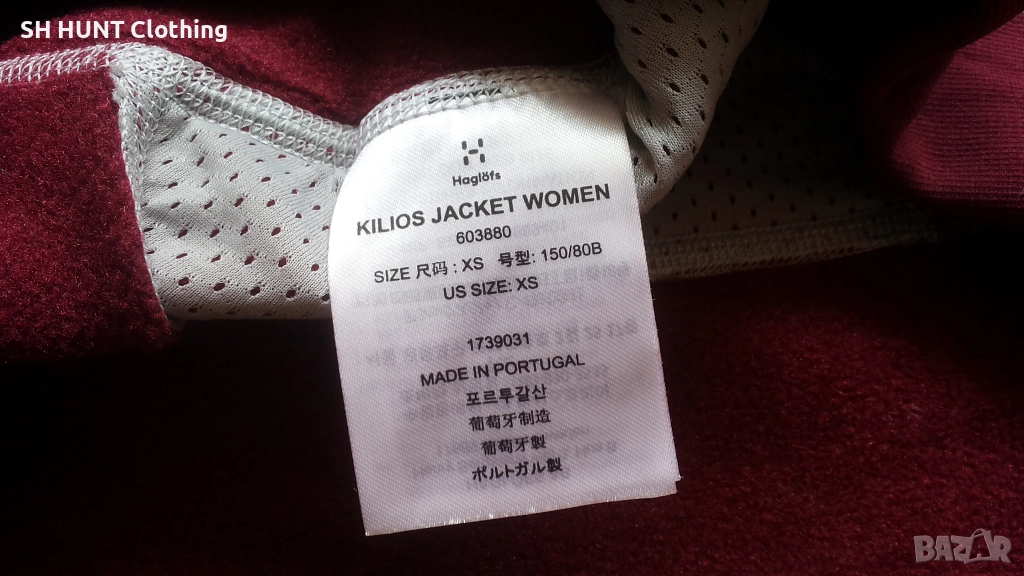 SH HUNT Clothing
Haglöfs
KILIOS JACKET WOMEN
603880
SIZE 尺码 : XS 号型: 150/80B
US SIZE: XS
1739031
MADE IN PORTUGAL
포르투갈산
葡萄牙制造
葡萄牙製
ポルトガル製
BAZAR